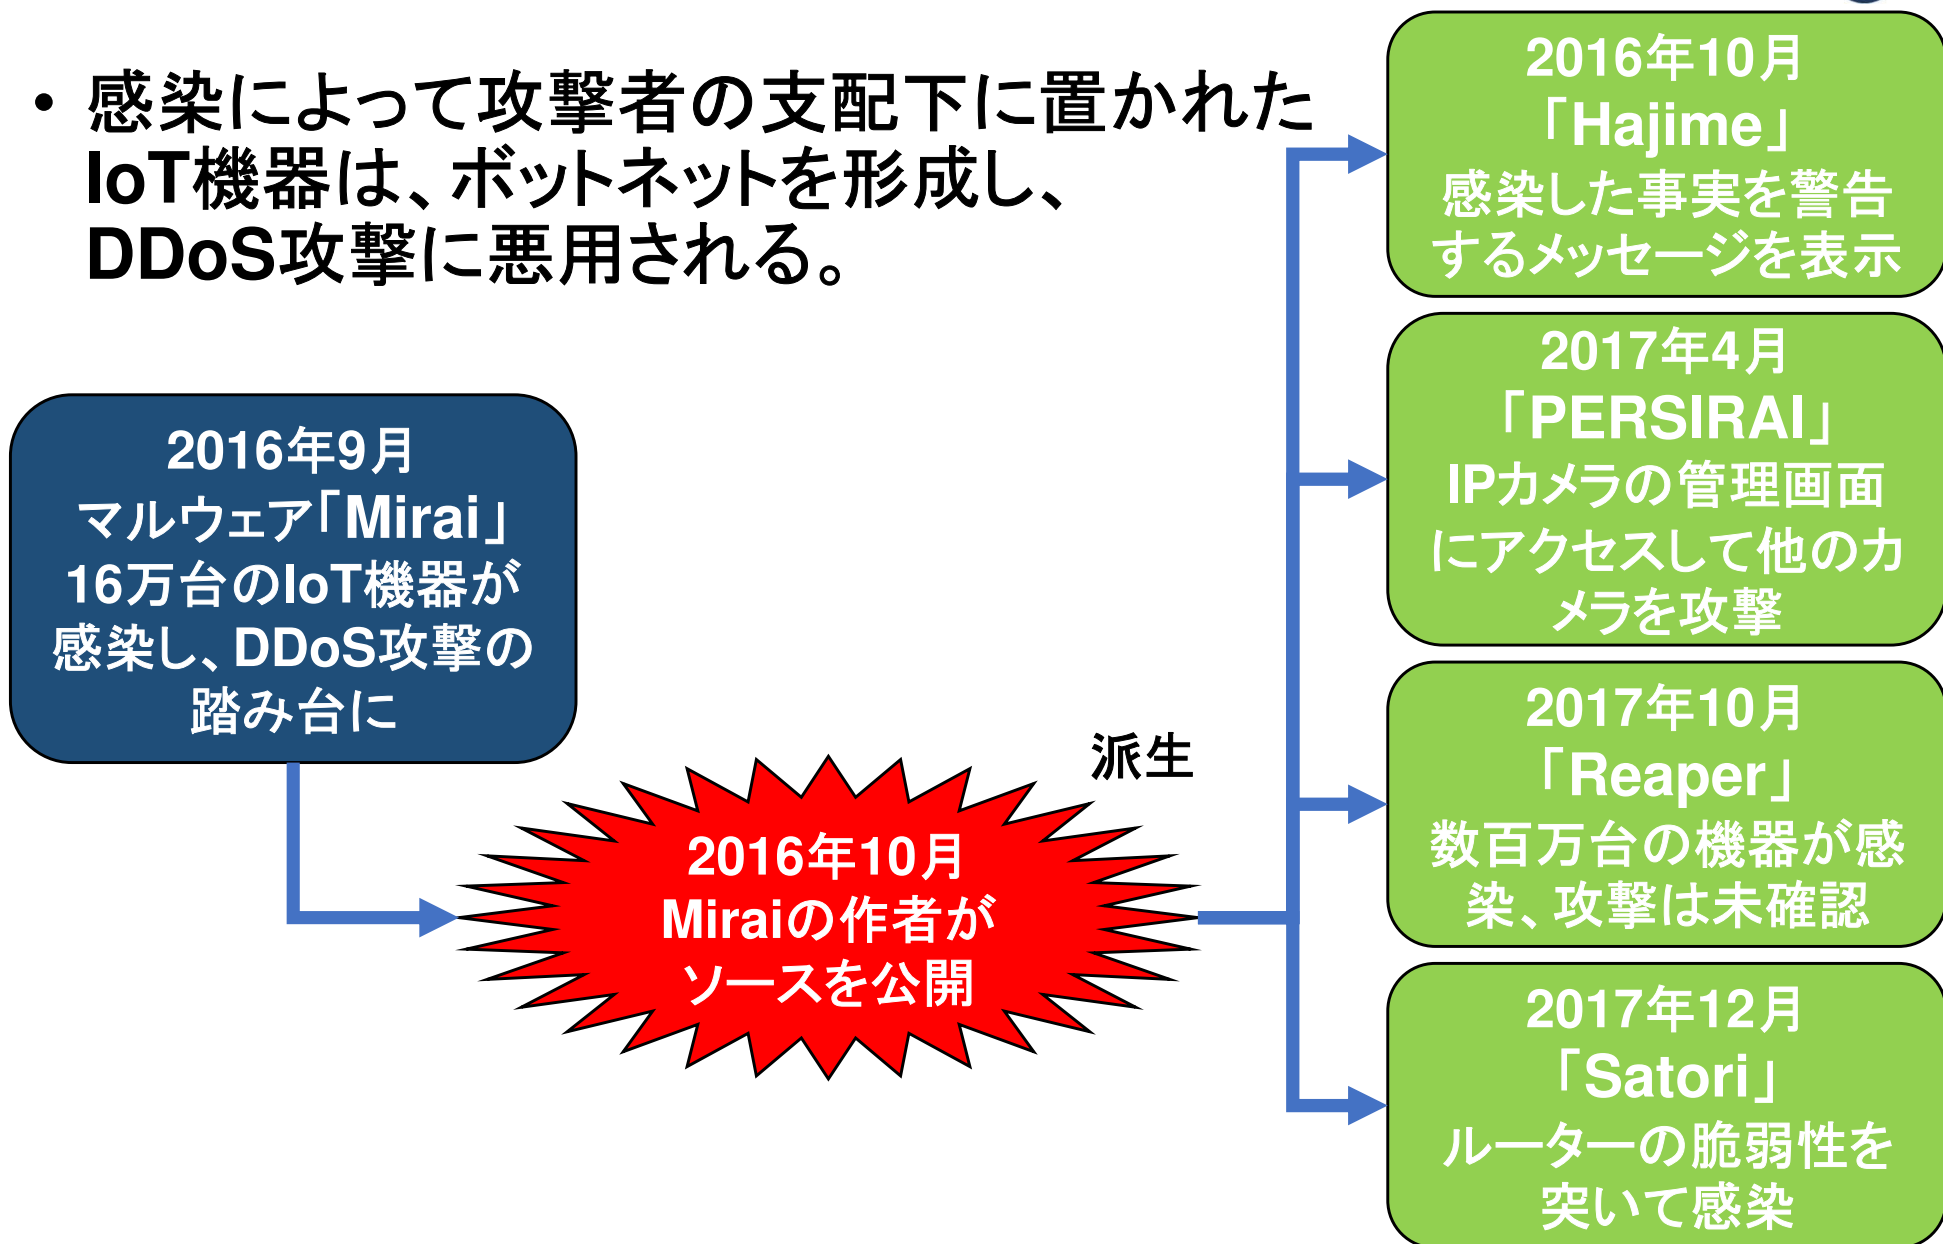 • 感染によって攻撃者の支配下に置かれた
IoT機器は、ボットネットを形成し、
DDoS攻撃に悪用される。
2016年9月
マルウェア「Mirai」
16万台のIoT機器が
感染し、DDoS攻撃の
踏み台に
2016年10月
Miraiの作者が
ソースを公開
派生
2016年10月
「Hajime」
感染した事実を警告
するメッセージを表示
2017年4月
「PERSIRAI」
IPカメラの管理画面
にアクセスして他のカ
メラを攻撃
2017年10月
「Reaper」
数百万台の機器が感
染、攻撃は未確認
2017年12月
「Satori」
ルーターの脆弱性を
突いて感染